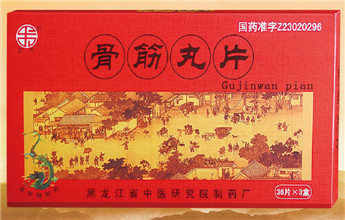 国药准字Z23020296
骨筋丸片
Gujinwan pian
黑龙江省中医研究院制药厂
36片×3盒